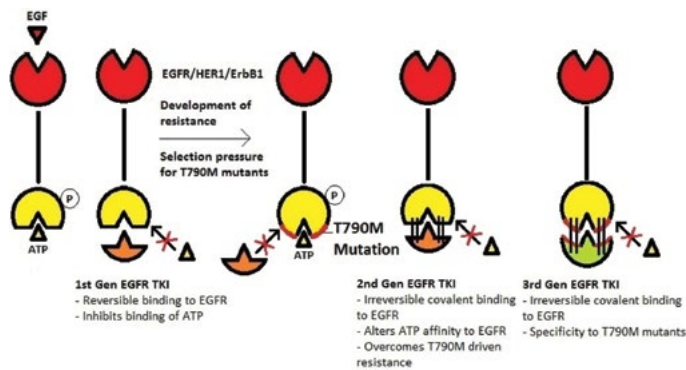 EGF
EGFR/HER1/ErbB1
Development of
resistance
Selection pressure
for T790M mutants
P
ATP
P
T790M
Mutation
ATP
1st Gen EGFR TKI
- Reversible binding to EGFR
- Inhibits binding of ATP
2nd Gen EGFR TKI
- Irreversible covalent binding
to EGFR
- Alters ATP affinity to EGFR
- Overcomes T790M driven
resistance
3rd Gen EGFR TKI
- Irreversible covalent binding
to EGFR
- Specificity to T790M mutants